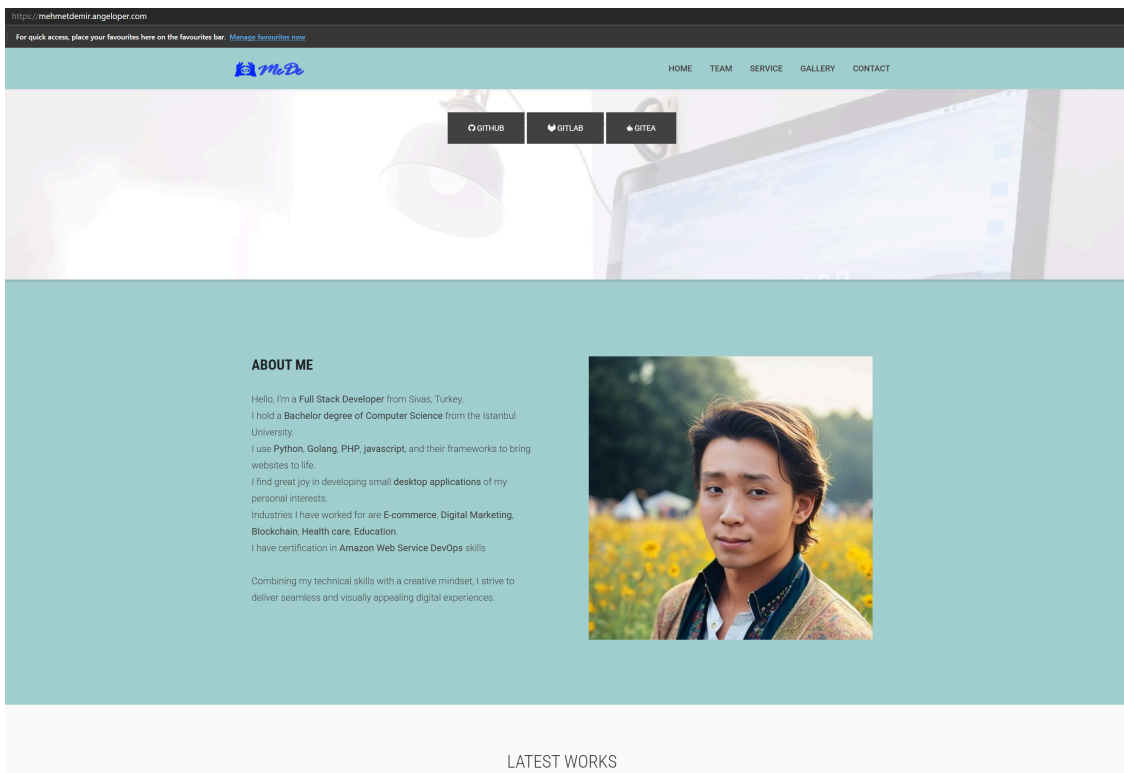 https://mehmetdemir.angeloper.com
For quick access, place your favourites here on the favourites bar. Manage favourites now
MeDe
HOME TEAM SERVICE GALLERY CONTACT
GITHUB GITLAB GITEA
ABOUT ME
Hello, I'm a Full Stack Developer from Sivas, Turkey.
I hold a Bachelor degree of Computer Science from the Istanbul
University.
I use Python, Golang, PHP, javascript, and their frameworks to bring
websites to life.
I find great joy in developing small desktop applications of my
personal interests.
Industries I have worked for are E-commerce, Digital Marketing,
Blockchain, Health care, Education.
I have certification in Amazon Web Service DevOps skills
Combining my technical skills with a creative mindset, I strive to
deliver seamless and visually appealing digital experiences.
LATEST WORKS